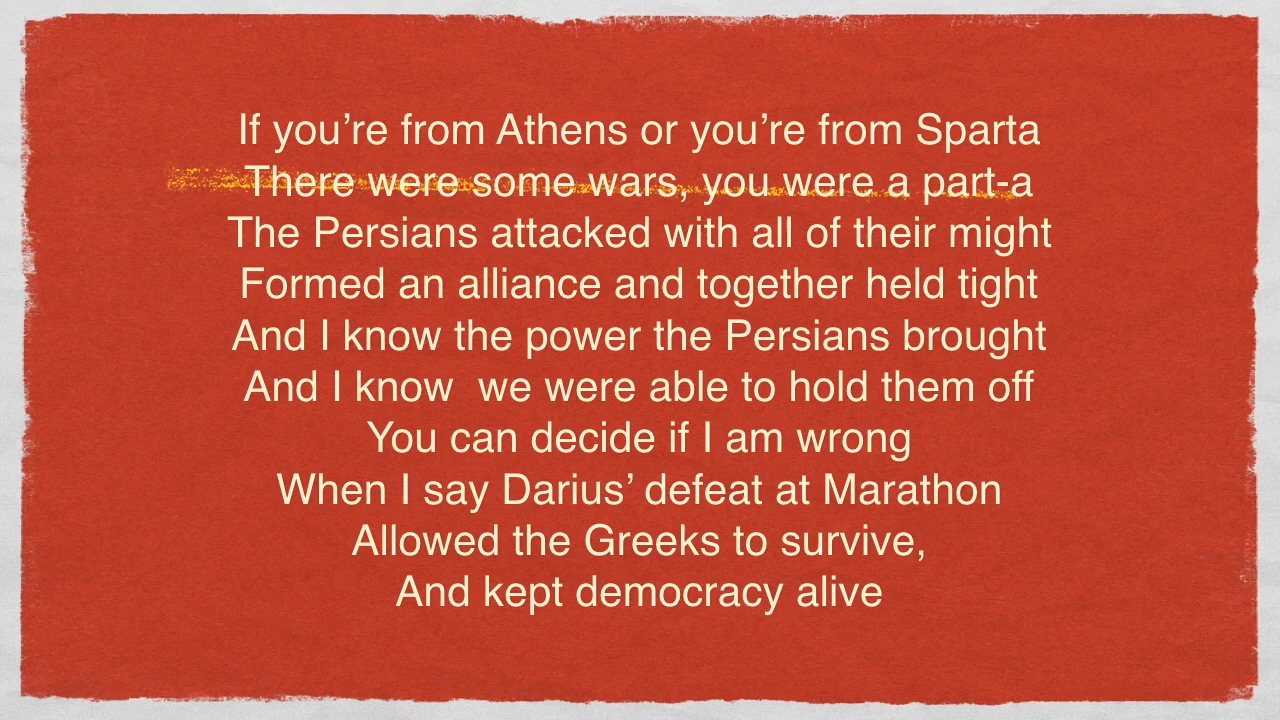 If you’re from Athens or you’re from Sparta
There were some wars, you were a part-a
The Persians attacked with all of their might
Formed an alliance and together held tight
And I know the power the Persians brought
And I know  we were able to hold them off
You can decide if I am wrong
When I say Darius’ defeat at Marathon
Allowed the Greeks to survive,
And kept democracy alive